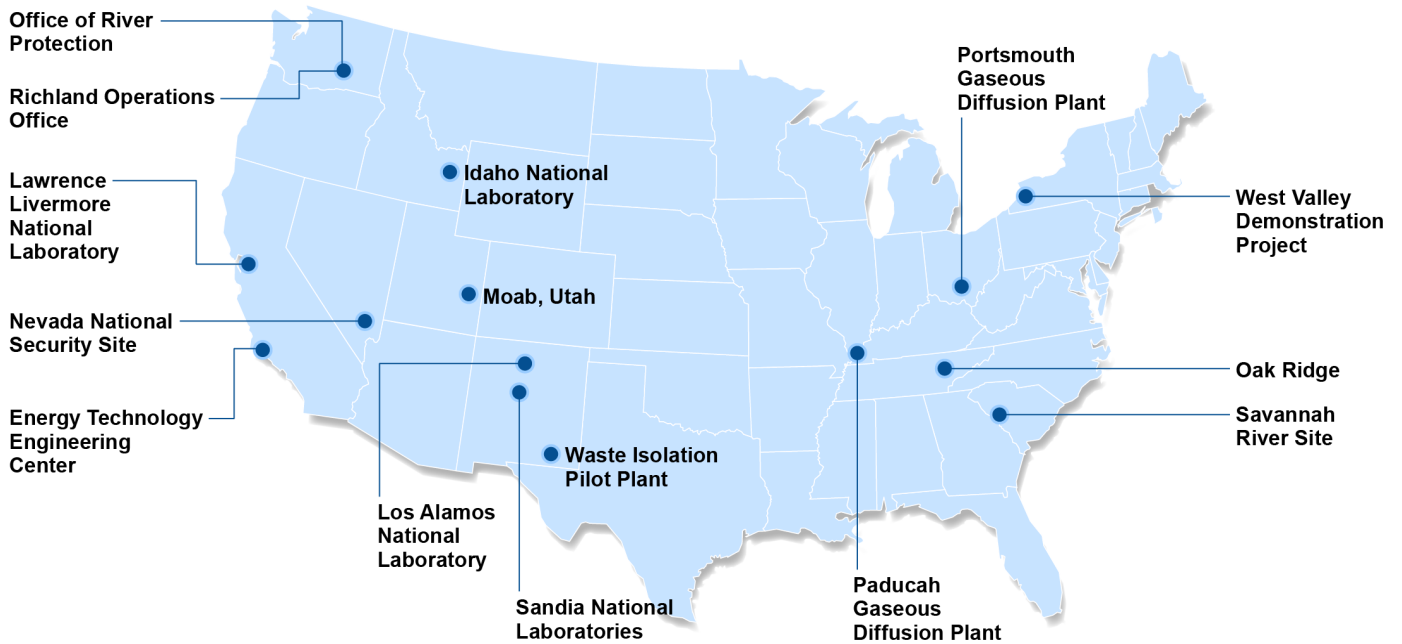 Office of River
Protection
Richland Operations
Office
Lawrence
Livermore
National
Laboratory
Nevada National
Security Site
Energy Technology
Engineering
Center
Idaho National
Laboratory
Moab, Utah
Waste Isolation
Pilot Plant
Los Alamos
National
Laboratory
Sandia National
Laboratories
Portsmouth
Gaseous
Diffusion Plant
West Valley
Demonstration
Project
Oak Ridge
Savannah
River Site
Paducah
Gaseous
Diffusion Plant